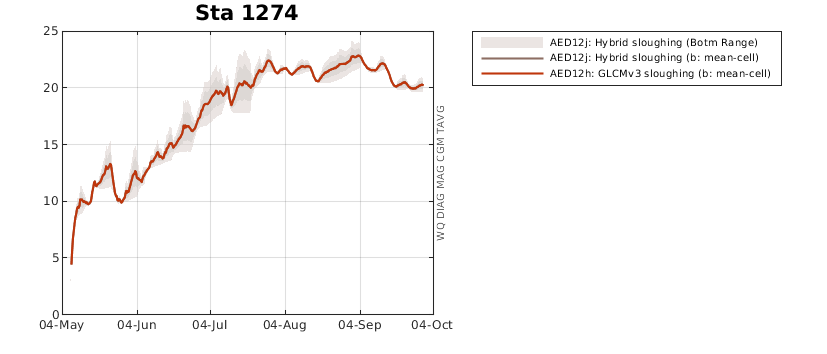 Sta 1274
25
20
15
10
5
0
04-May 04-Jun 04-Jul 04-Aug 04-Sep 04-Oct
WQ DIAG MAG CGM TAVG
AED12j: Hybrid sloughing (Botm Range)
AED12j: Hybrid sloughing (b: mean-cell)
AED12h: GLCMv3 sloughing (b: mean-cell)